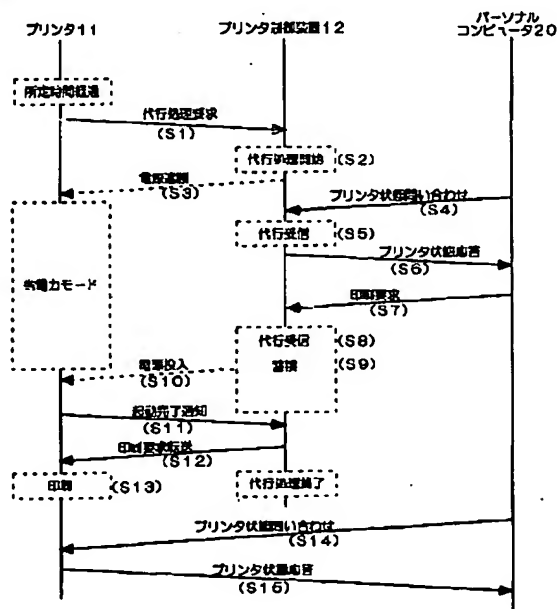 プリンタ11
プリンタ制御装置12
パーソナル
コンピュータ20
所定時間経過
代行処理要求
(S1)
代行処理開始
(S2)
電源遮断
(S3)
プリンタ状態問い合わせ
(S4)
代行受信
(S5)
プリンタ状態応答
(S6)
省電力モード
印刷要求
(S7)
代行受信
(S8)
蓄積
(S9)
電源投入
(S10)
起動完了通知
(S11)
印刷要求転送
(S12)
印刷
(S13)
代行処理終了
プリンタ状態問い合わせ
(S14)
プリンタ状態応答
(S15)